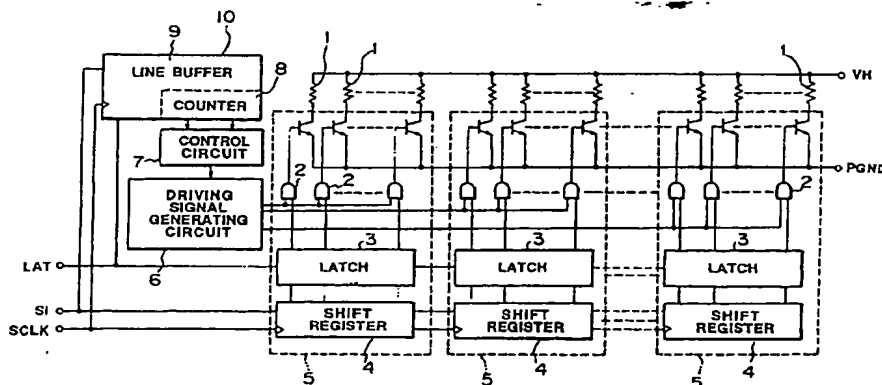 9 10
1 1 1
VH
LINE BUFFER
8
COUNTER
7
CONTROL CIRCUIT
PGND
2 2 2
DRIVING SIGNAL GENERATING CIRCUIT
6
3 3 3
LAT
LATCH LATCH LATCH
SI
SCLK
SHIFT REGISTER SHIFT REGISTER SHIFT REGISTER
5 4 5 4 5 4